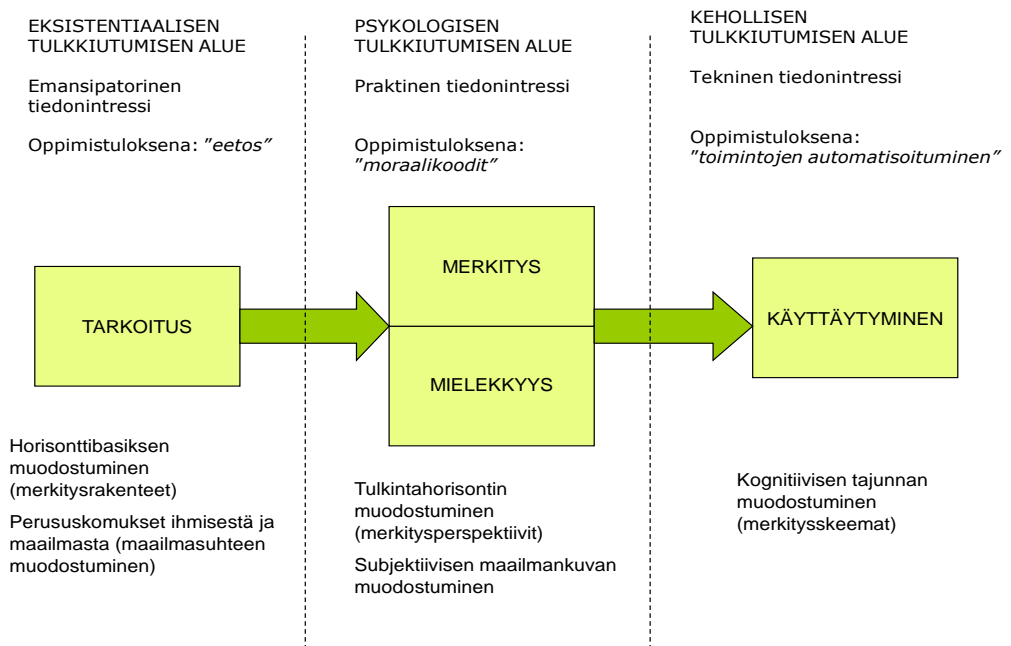 EKSISTENTIAALISEN
TULKKIUTUMISEN ALUE
Emansipatorinen
tiedonintressi
Oppimistuloksena: ”eetos”
TARKOITUS
Horisonttibasiksen
muodostuminen
(merkitysrakenteet)
Perususkomukset ihmisestä ja
maailmasta (maailmasuhteen
muodostuminen)
PSYKOLOGISEN
TULKKIUTUMISEN ALUE
Praktinen tiedonintressi
Oppimistuloksena:
”moraalikoodit”
MERKITYS
MIELEKKYYS
Tulkintahorisontin
muodostuminen
(merkitysperspektiivit)
Subjektiivisen maailmankuvan
muodostuminen
KEHOLLISEN
TULKKIUTUMISEN ALUE
Tekninen tiedonintressi
Oppimistuloksena:
”toimintojen automatisoituminen”
KÄYTTÄYTYMINEN
Kognitiivisen tajunnan
muodostuminen
(merkitysskeemat)